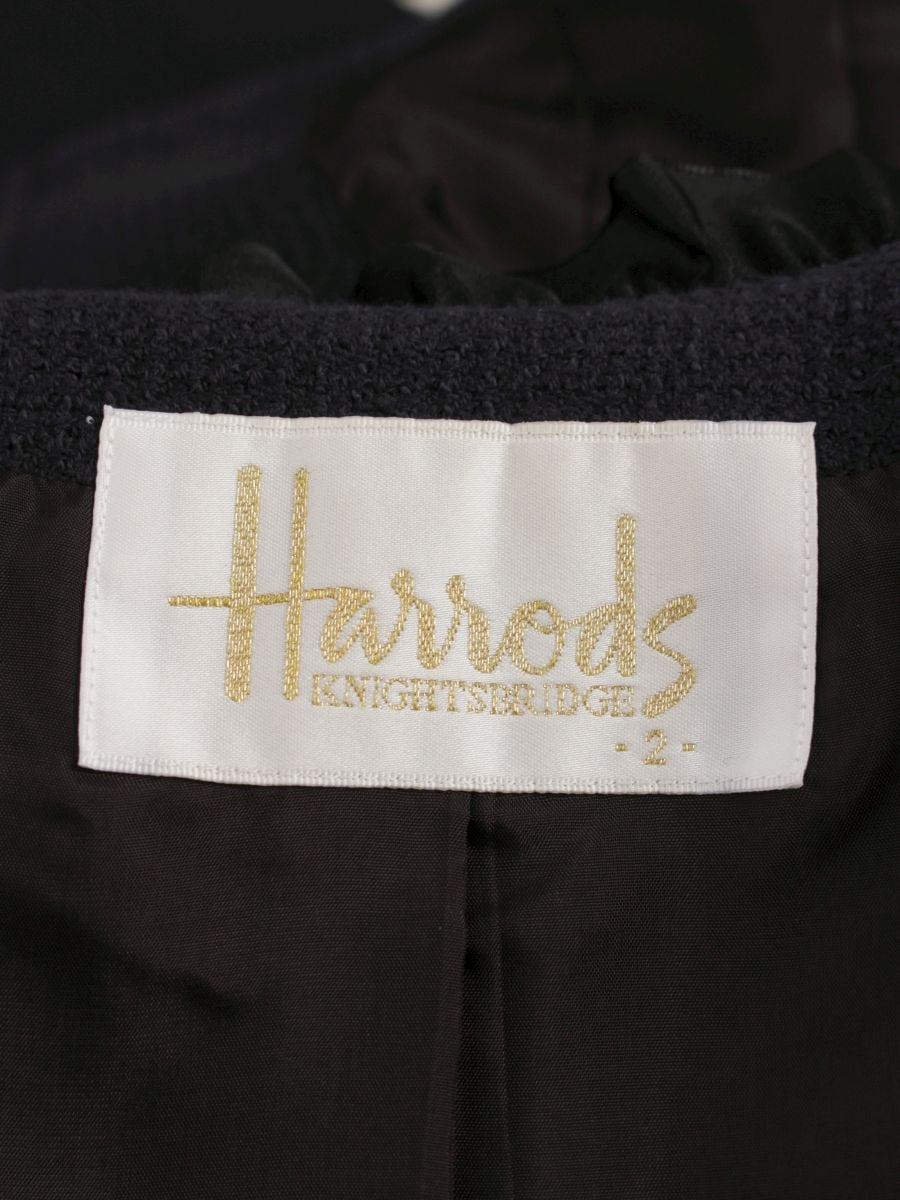 Harrods
KNIGHTSBRIDGE
- 2 -